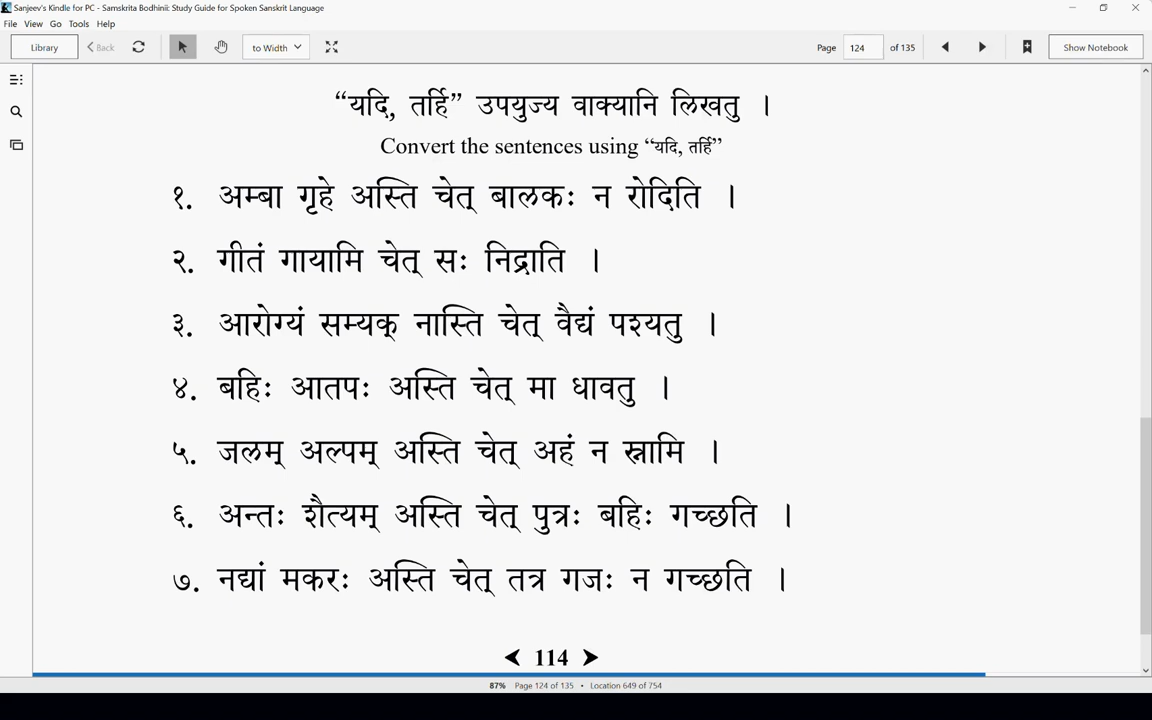 Sanjeev's Kindle for PC - Samskrita Bodhinii: Study Guide for Spoken Sanskrit Language
File View Go Tools Help
Library Back to Width Page 124 of 135 Show Notebook
“यदि, तर्हि” उपयुज्य वाक्यानि लिखतु ।
Convert the sentences using “यदि, तर्हि”
१. अम्बा गृहे अस्ति चेत् बालकः न रोदिति ।
२. गीतं गायामि चेत् सः निद्राति ।
३. आरोग्यं सम्यक् नास्ति चेत् वैद्यं पश्यतु ।
४. बहिः आतपः अस्ति चेत् मा धावतु ।
५. जलम् अल्पम् अस्ति चेत् अहं न स्नामि ।
६. अन्तः शैत्यम् अस्ति चेत् पुत्रः बहिः गच्छति ।
७. नद्यां मकरः अस्ति चेत् तत्र गजः न गच्छति ।
114
87% Page 124 of 135 • Location 649 of 754